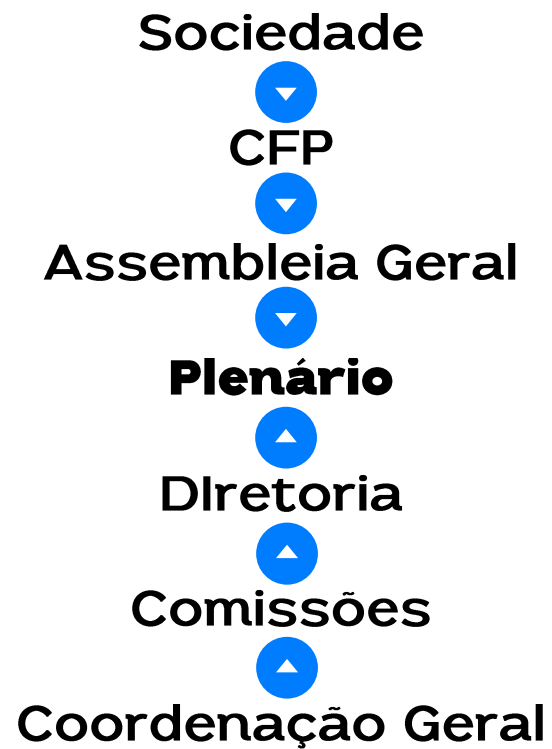 Sociedade
CFP
Assembleia Geral
Plenário
DIretoria
Comissões
Coordenação Geral